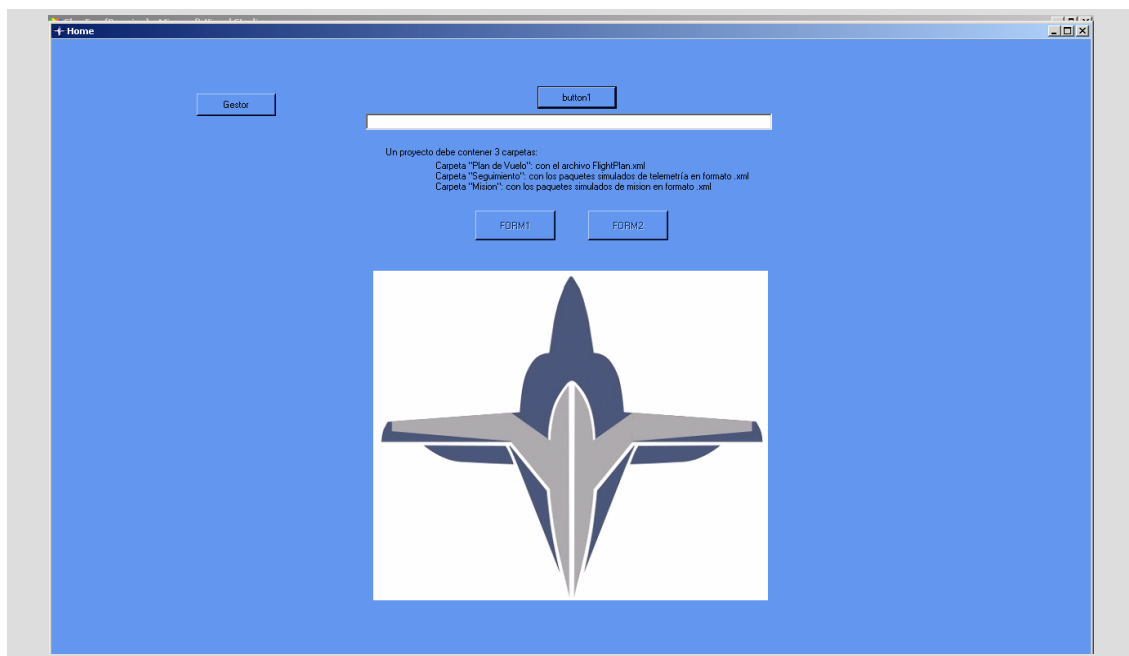 Home
Gestor
button1
Un proyecto debe contener 3 carpetas:
Carpeta "Plan de Vuelo": con el archivo FlightPlan.xml
Carpeta "Seguimiento": con los paquetes simulados de telemetría en formato .xml
Carpeta "Mision": con los paquetes simulados de mision en formato .xml
FORM1
FORM2